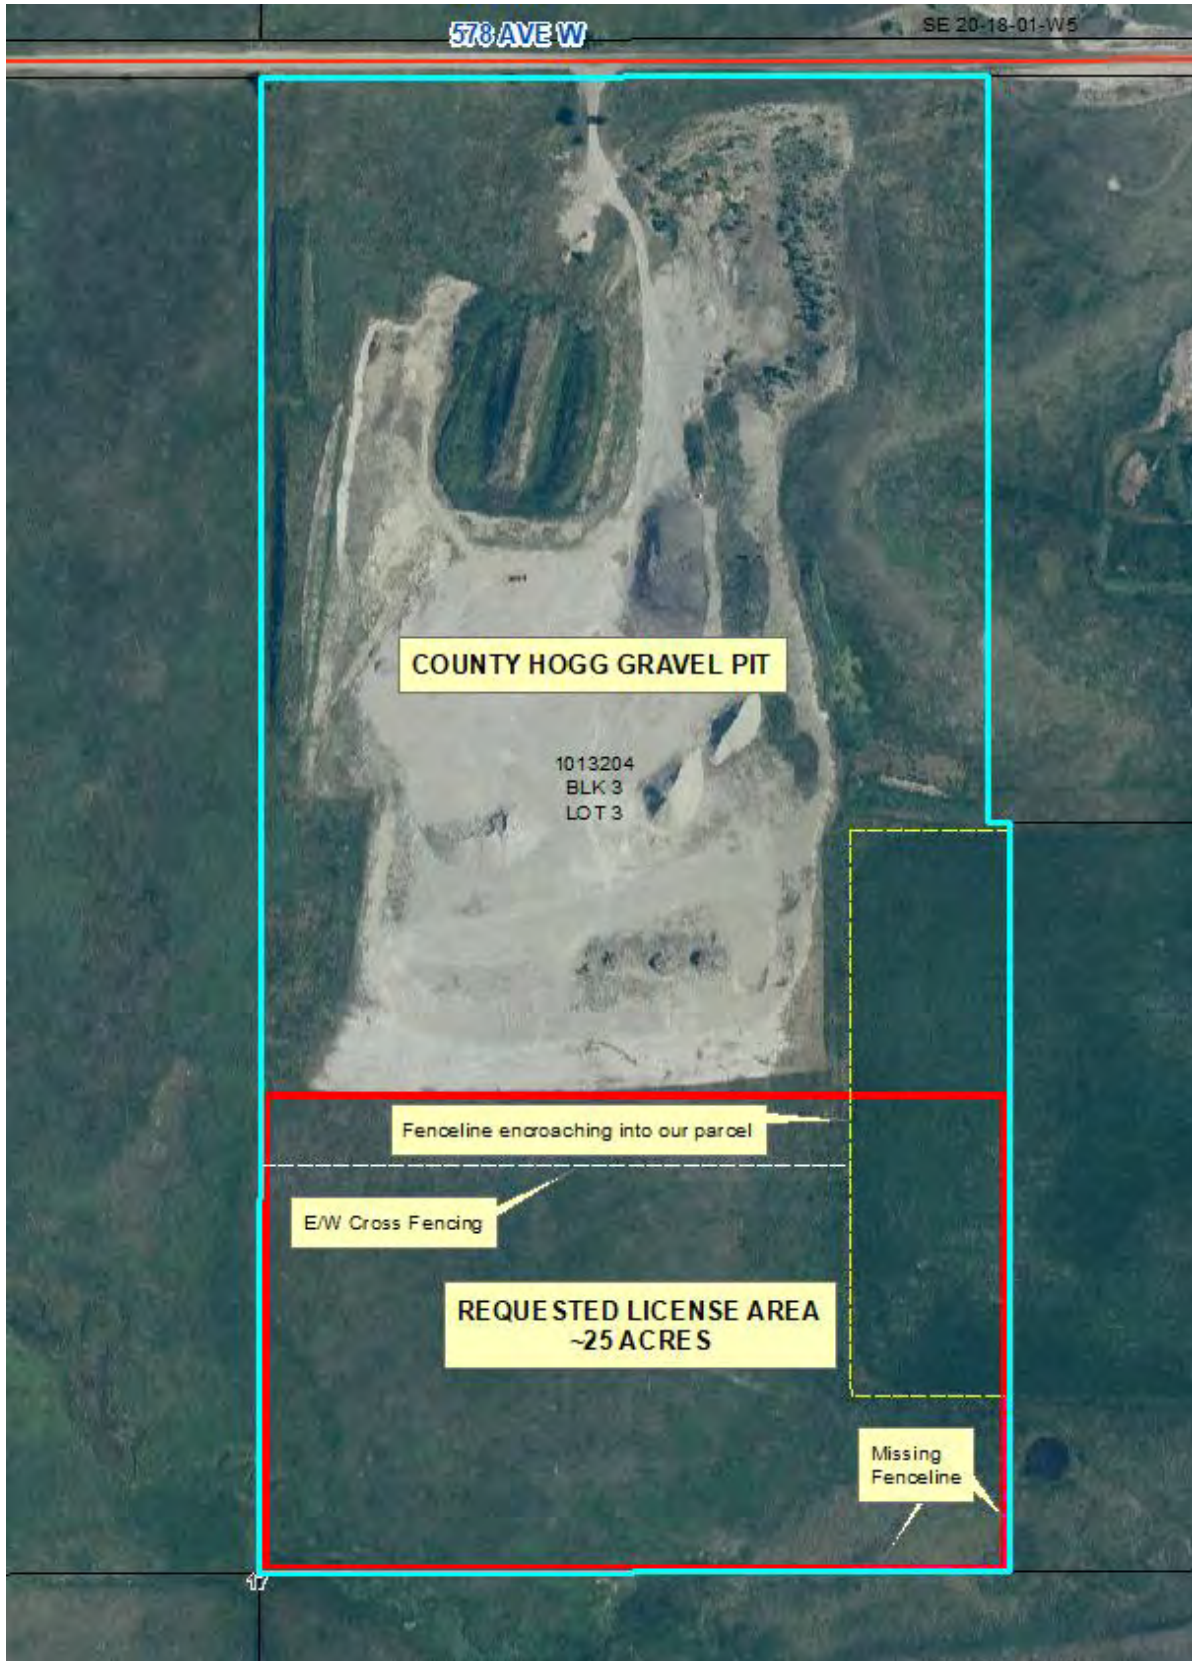 578 AVE W
SE 20-18-01-W5
COUNTY HOGG GRAVEL PIT
1013204
BLK 3
LOT 3
Fenceline encroaching into our parcel
E/W Cross Fencing
REQUESTED LICENSE AREA
~25 ACRES
Missing
Fenceline
17